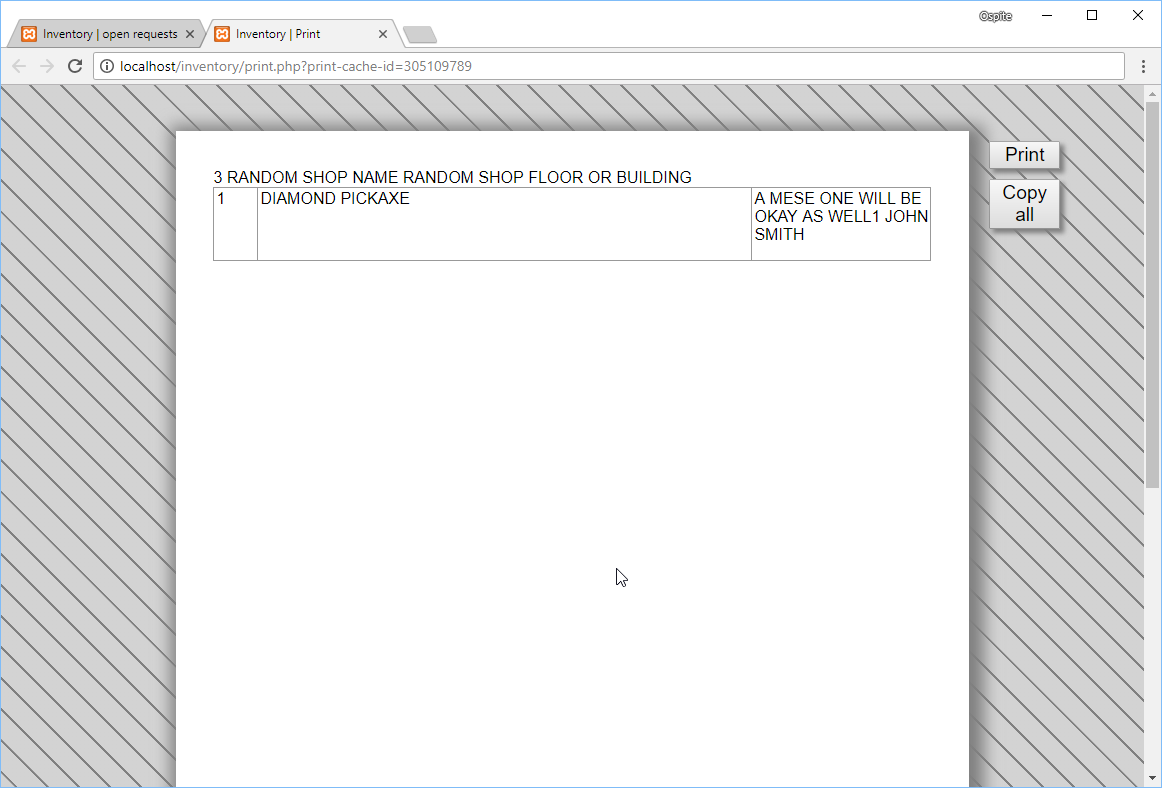 Ospite
Inventory | open requests
Inventory | Print
localhost/inventory/print.php?print-cache-id=305109789
Print
Copy
all
3 RANDOM SHOP NAME RANDOM SHOP FLOOR OR BUILDING
1 DIAMOND PICKAXE A MESE ONE WILL BE
OKAY AS WELL1 JOHN
SMITH